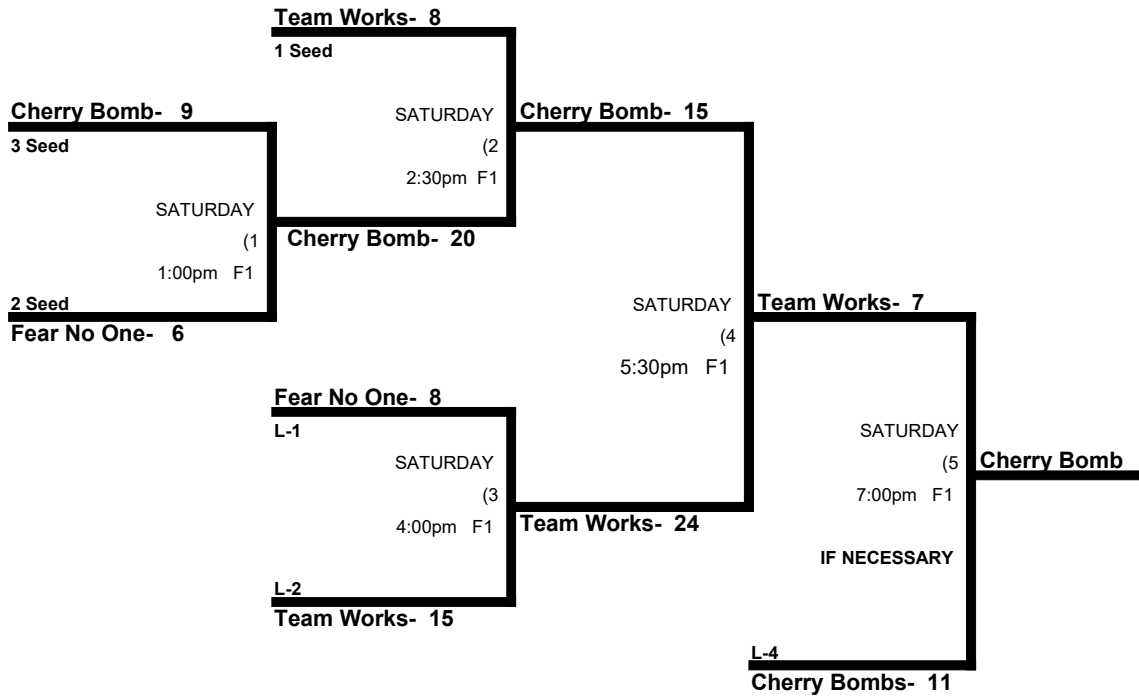 Team Works- 8
1 Seed
Cherry Bomb- 9
3 Seed
SATURDAY
(2
2:30pm F1
Cherry Bomb- 15
SATURDAY
(1
1:00pm F1
Cherry Bomb- 20
2 Seed
Fear No One- 6
SATURDAY
(4
5:30pm F1
Team Works- 7
Fear No One- 8
L-1
SATURDAY
(3
4:00pm F1
Team Works- 24
SATURDAY
(5
7:00pm F1
Cherry Bomb
IF NECESSARY
L-2
Team Works- 15
L-4
Cherry Bombs- 11